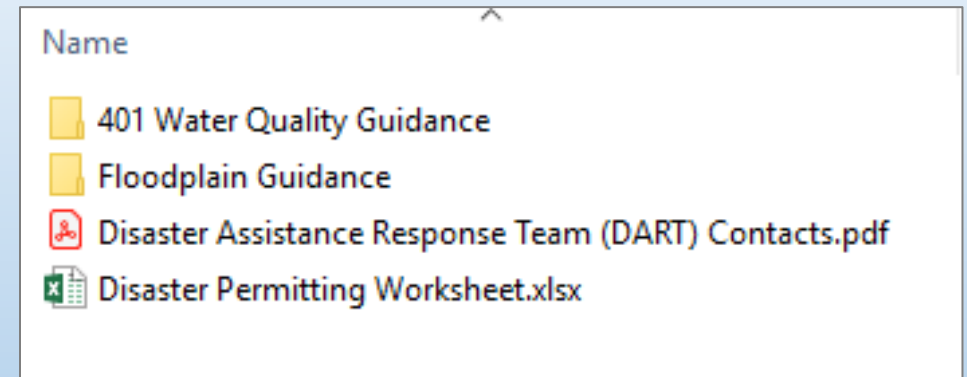 Name
401 Water Quality Guidance
Floodplain Guidance
Disaster Assistance Response Team (DART) Contacts.pdf
Disaster Permitting Worksheet.xlsx